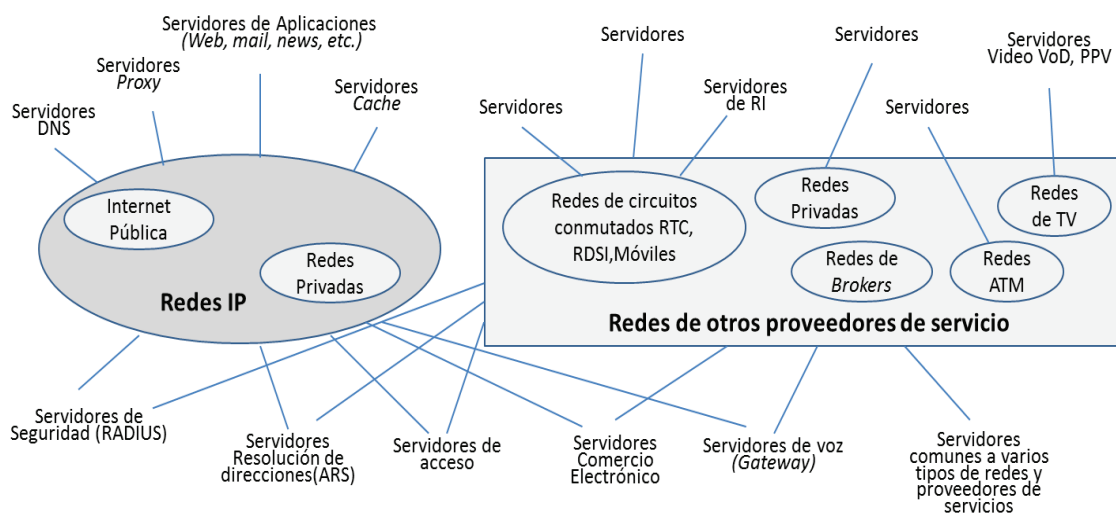 Servidores de Aplicaciones
(Web, mail, news, etc.)
Servidores
Proxy
Servidores
DNS
Servidores
Cache
Servidores
Servidores
Servidores
de RI
Servidores
Servidores
Servidores
Video VoD, PPV
Internet
Pública
Redes
Privadas
Redes IP
Redes de circuitos
conmutados RTC,
RDSI,Móviles
Redes
Privadas
Redes de
Brokers
Redes
ATM
Redes
de TV
Redes de otros proveedores de servicio
Servidores de
Seguridad (RADIUS)
Servidores
Resolución de
direcciones(ARS)
Servidores de
acceso
Servidores
Comercio
Electrónico
Servidores de voz
(Gateway)
Servidores
comunes a varios
tipos de redes y
proveedores de
servicios